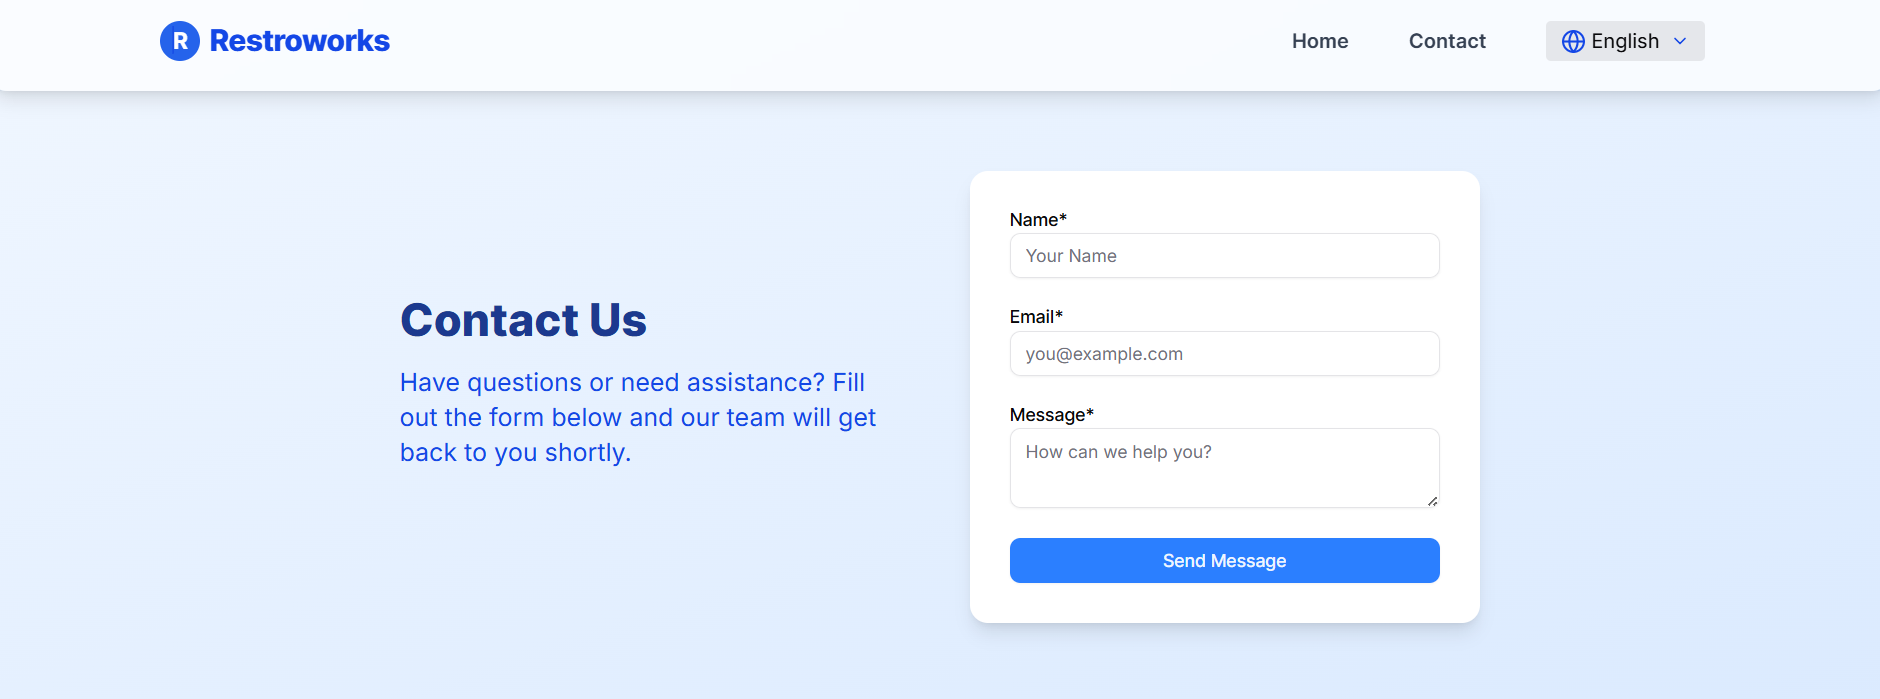 R Restroworks
Home
Contact
English
Contact Us
Have questions or need assistance? Fill
out the form below and our team will get
back to you shortly.
Name*
Your Name
Email*
you@example.com
Message*
How can we help you?
Send Message